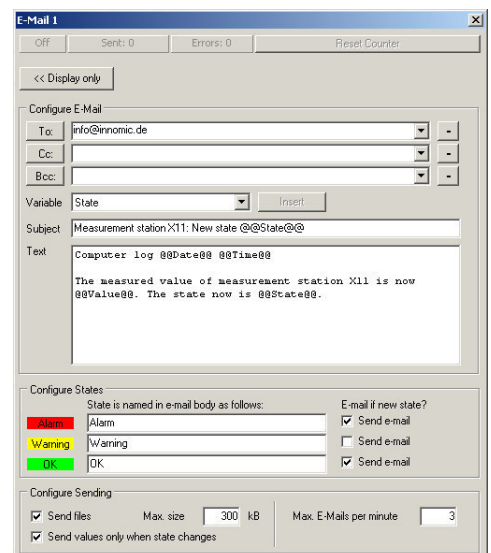 E-Mail 1
Off Sent: 0 Errors: 0 Reset Counter
<< Display only
Configure E-Mail
To: info@innomic.de -
Cc: -
Bcc: -
Variable State Insert
Subject Measurement station X11: New state @@State@@
Text Computer log @@Date@@ @@Time@@
The measured value of measurement station X11 is now
@@Value@@. The state now is @@State@@.
Configure States
State is named in e-mail body as follows: E-mail if new state?
Alarm Alarm Send e-mail
Warning Warning Send e-mail
OK OK Send e-mail
Configure Sending
Send files Max. size 300 kB Max. E-Mails per minute 3
Send values only when state changes